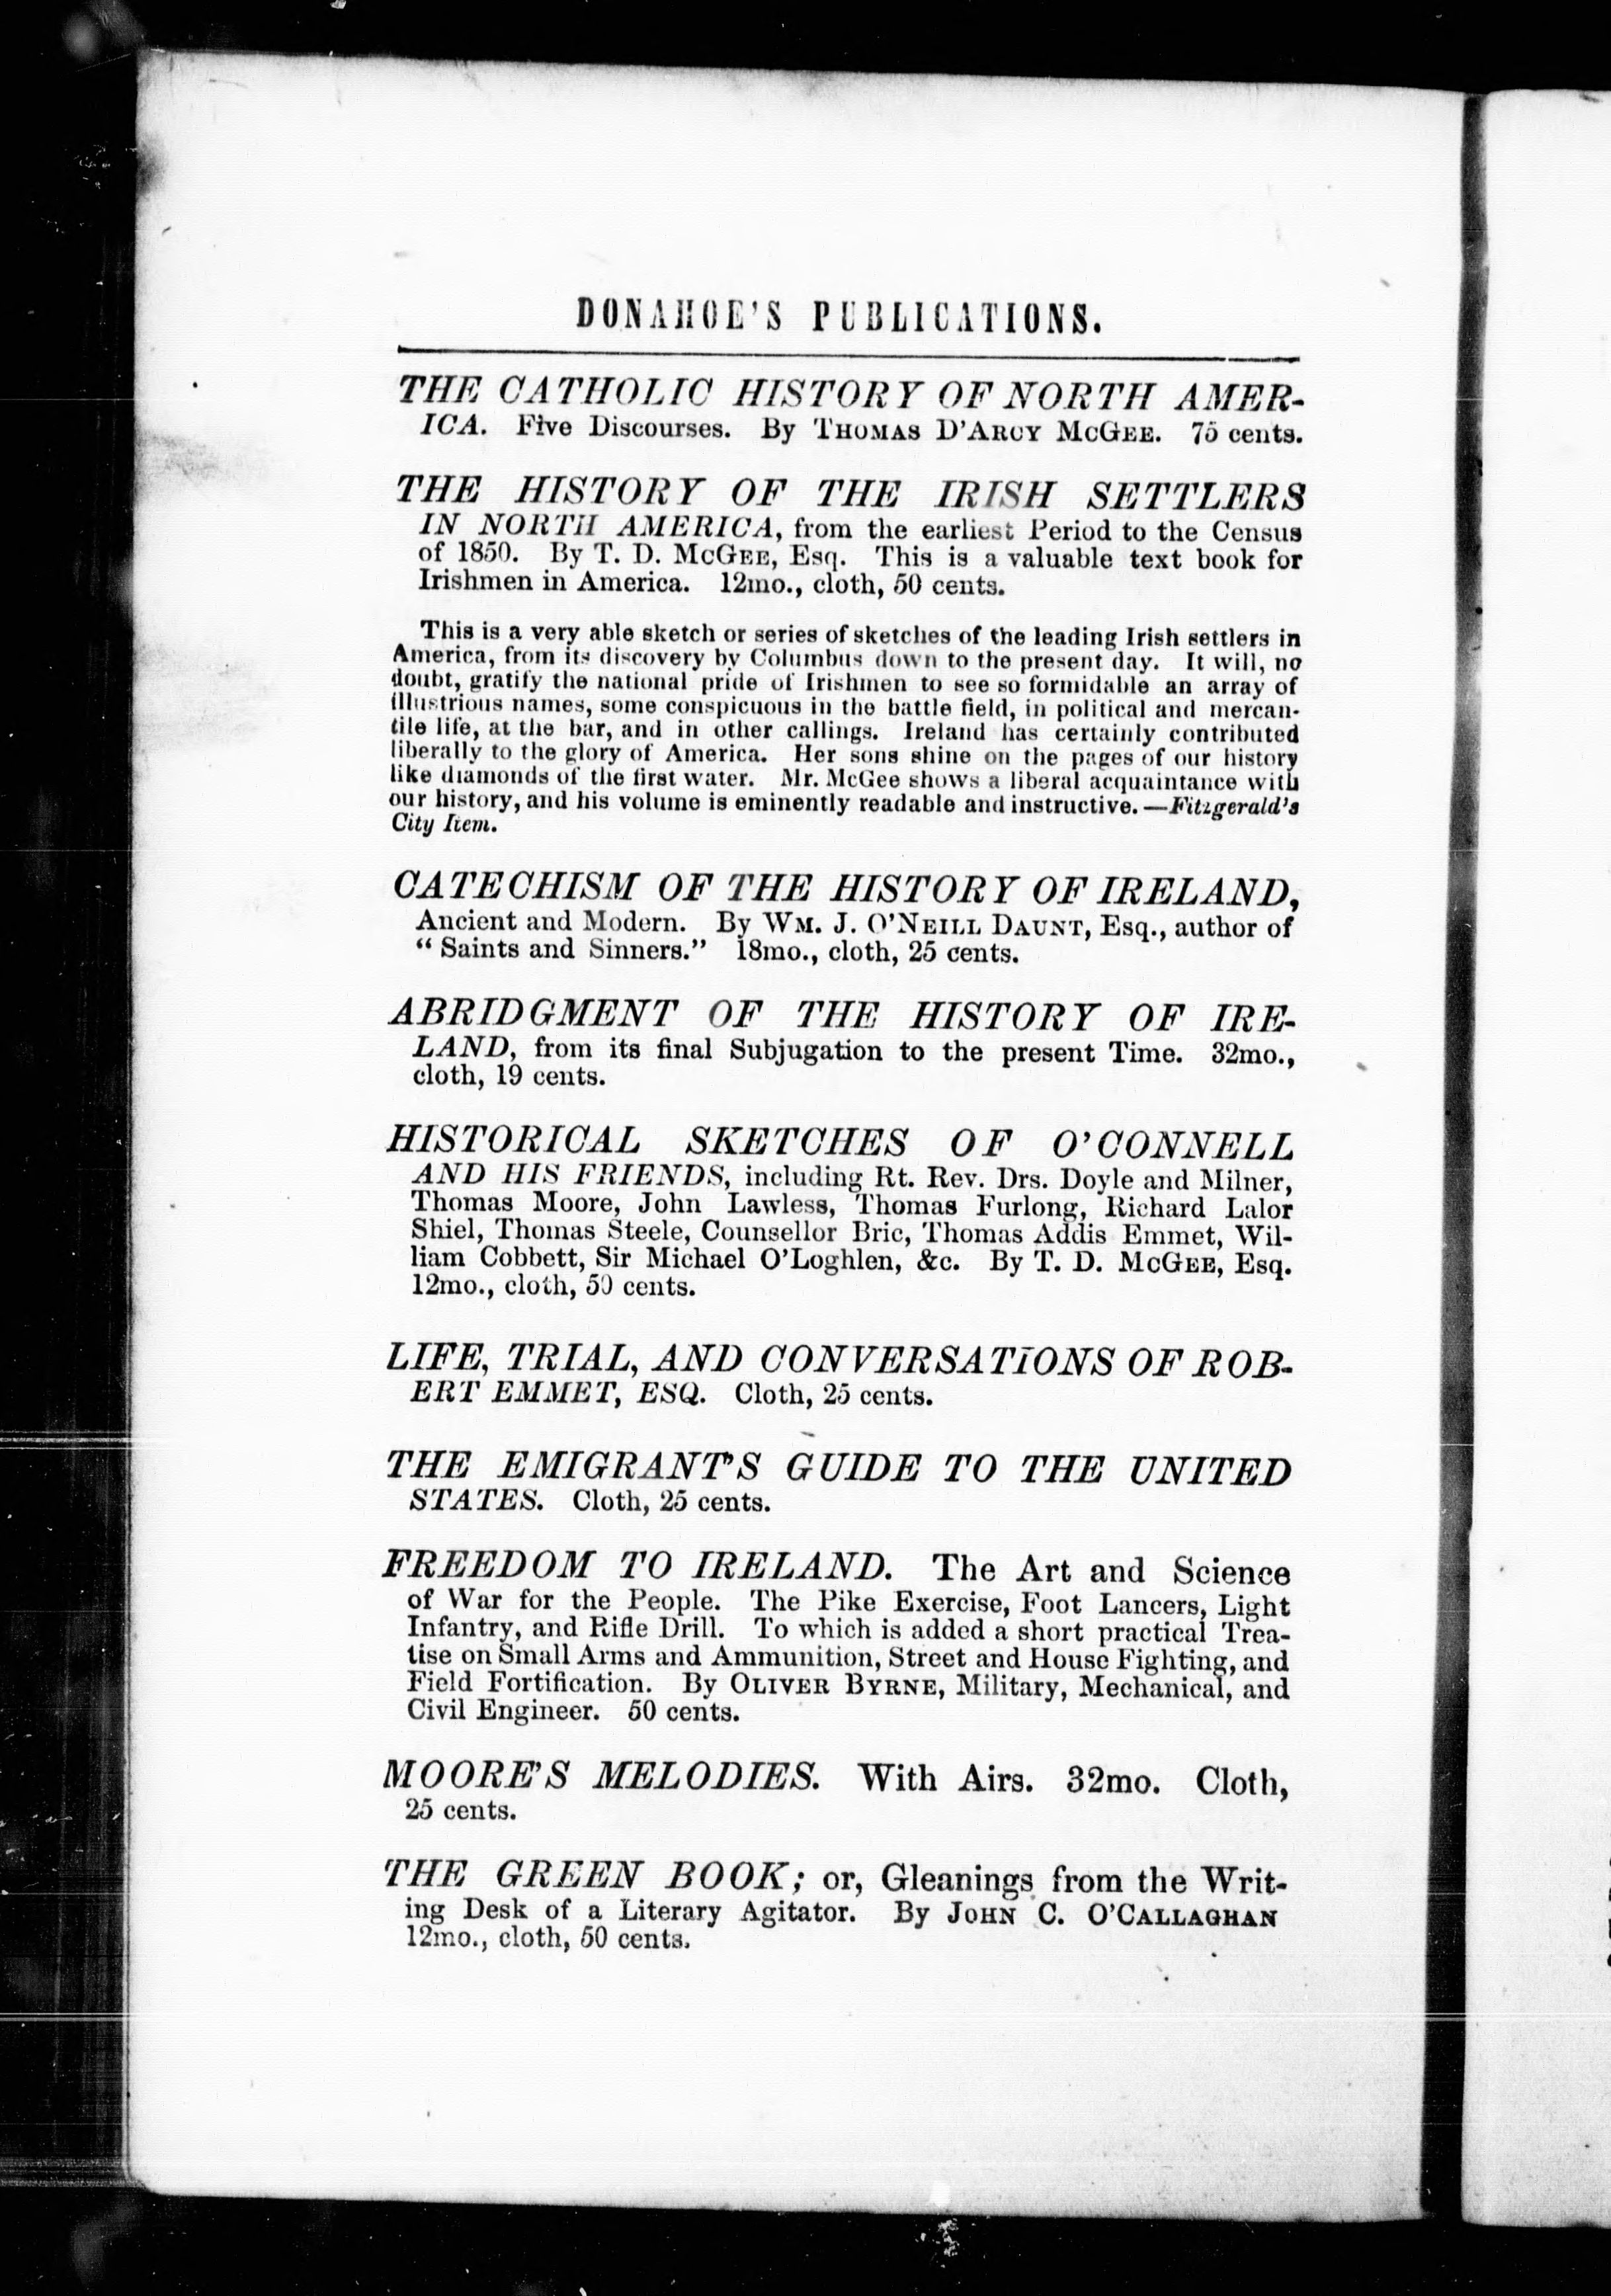 DONAHOE'S PUBLICATIONS.
THE CATHOLIC HISTORY OF NORTH AMER-
ICA. Five Discourses. By THOMAS D'ARCY MCGEE. 75 cents.
THE HISTORY OF THE IRISH SETTLERS
IN NORTH AMERICA, from the earliest Period to the Census
of 1850. By T. D. MCGEE, Esq. This is a valuable text book for
Irishmen in America. 12mo., cloth, 50 cents.
This is a very able sketch or series of sketches of the leading Irish settlers in
America, from its discovery by Columbus down to the present day. It will, no
doubt, gratify the national pride of Irishmen to see so formidable an array of
illustrious names, some conspicuous in the battle field, in political and mercan-
tile life, at the bar, and in other callings. Ireland has certainly contributed
liberally to the glory of America. Her sons shine on the pages of our history
like diamonds of the first water. Mr. McGee shows a liberal acquaintance with
our history, and his volume is eminently readable and instructive.—Fitzgerald's
City Item.
CATECHISM OF THE HISTORY OF IRELAND,
Ancient and Modern. By WM. J. O'NEILL DAUNT, Esq., author of
“Saints and Sinners.” 18mo., cloth, 25 cents.
ABRIDGMENT OF THE HISTORY OF IRE-
LAND, from its final Subjugation to the present Time. 32mo.,
cloth, 19 cents.
HISTORICAL SKETCHES OF O'CONNELL
AND HIS FRIENDS, including Rt. Rev. Drs. Doyle and Milner,
Thomas Moore, John Lawless, Thomas Furlong, Richard Lalor
Shiel, Thomas Steele, Counsellor Bric, Thomas Addis Emmet, Wil-
liam Cobbett, Sir Michael O'Loghlen, &c. By T. D. MCGEE, Esq.
12mo., cloth, 50 cents.
LIFE, TRIAL, AND CONVERSATIONS OF ROB-
ERT EMMET, ESQ. Cloth, 25 cents.
THE EMIGRANT'S GUIDE TO THE UNITED
STATES. Cloth, 25 cents.
FREEDOM TO IRELAND. The Art and Science
of War for the People. The Pike Exercise, Foot Lancers, Light
Infantry, and Rifle Drill. To which is added a short practical Trea-
tise on Small Arms and Ammunition, Street and House Fighting, and
Field Fortification. By OLIVER BYRNE, Military, Mechanical, and
Civil Engineer. 50 cents.
MOORE'S MELODIES. With Airs. 32mo. Cloth,
25 cents.
THE GREEN BOOK; or, Gleanings from the Writ-
ing Desk of a Literary Agitator. By JOHN C. O'CALLAGHAN
12mo., cloth, 50 cents.